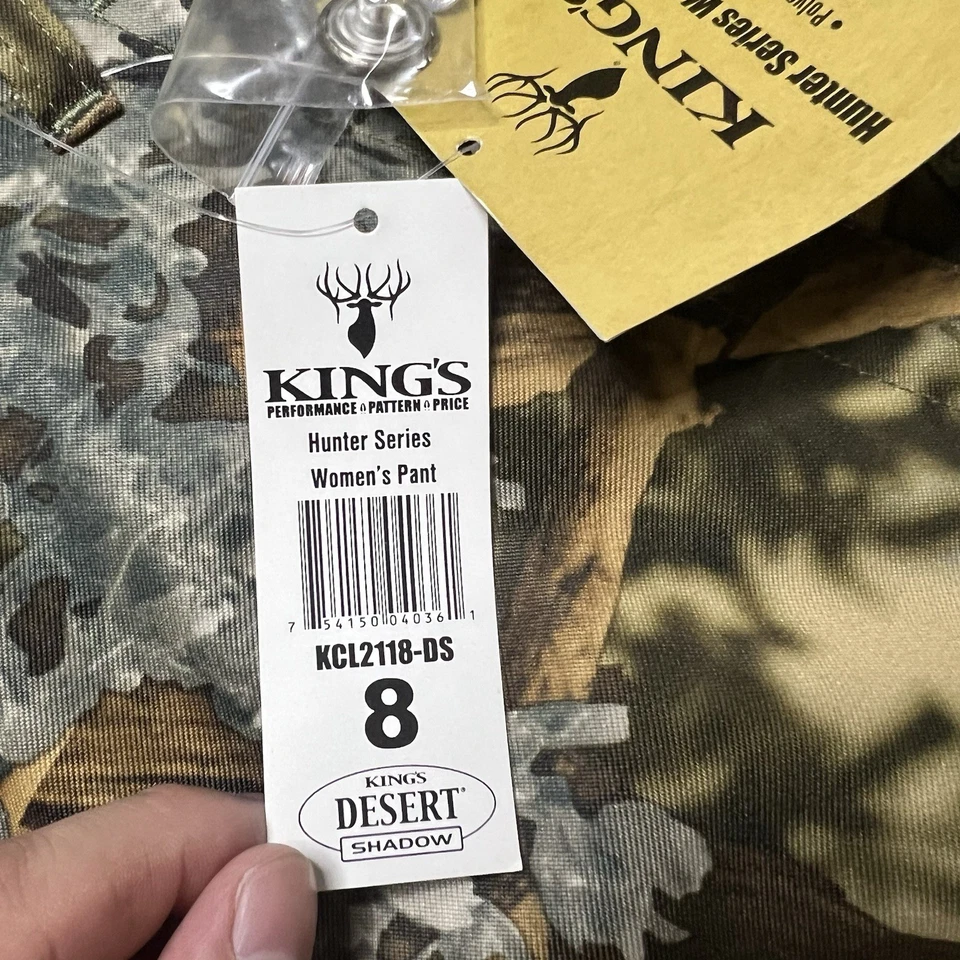 KING'S
PERFORMANCE PATTERN PRICE
Hunter Series
Women's Pant
7 54150 04036 1
KCL2118-DS
8
KING'S
DESERT®
SHADOW
KING'S
Hunter Series W